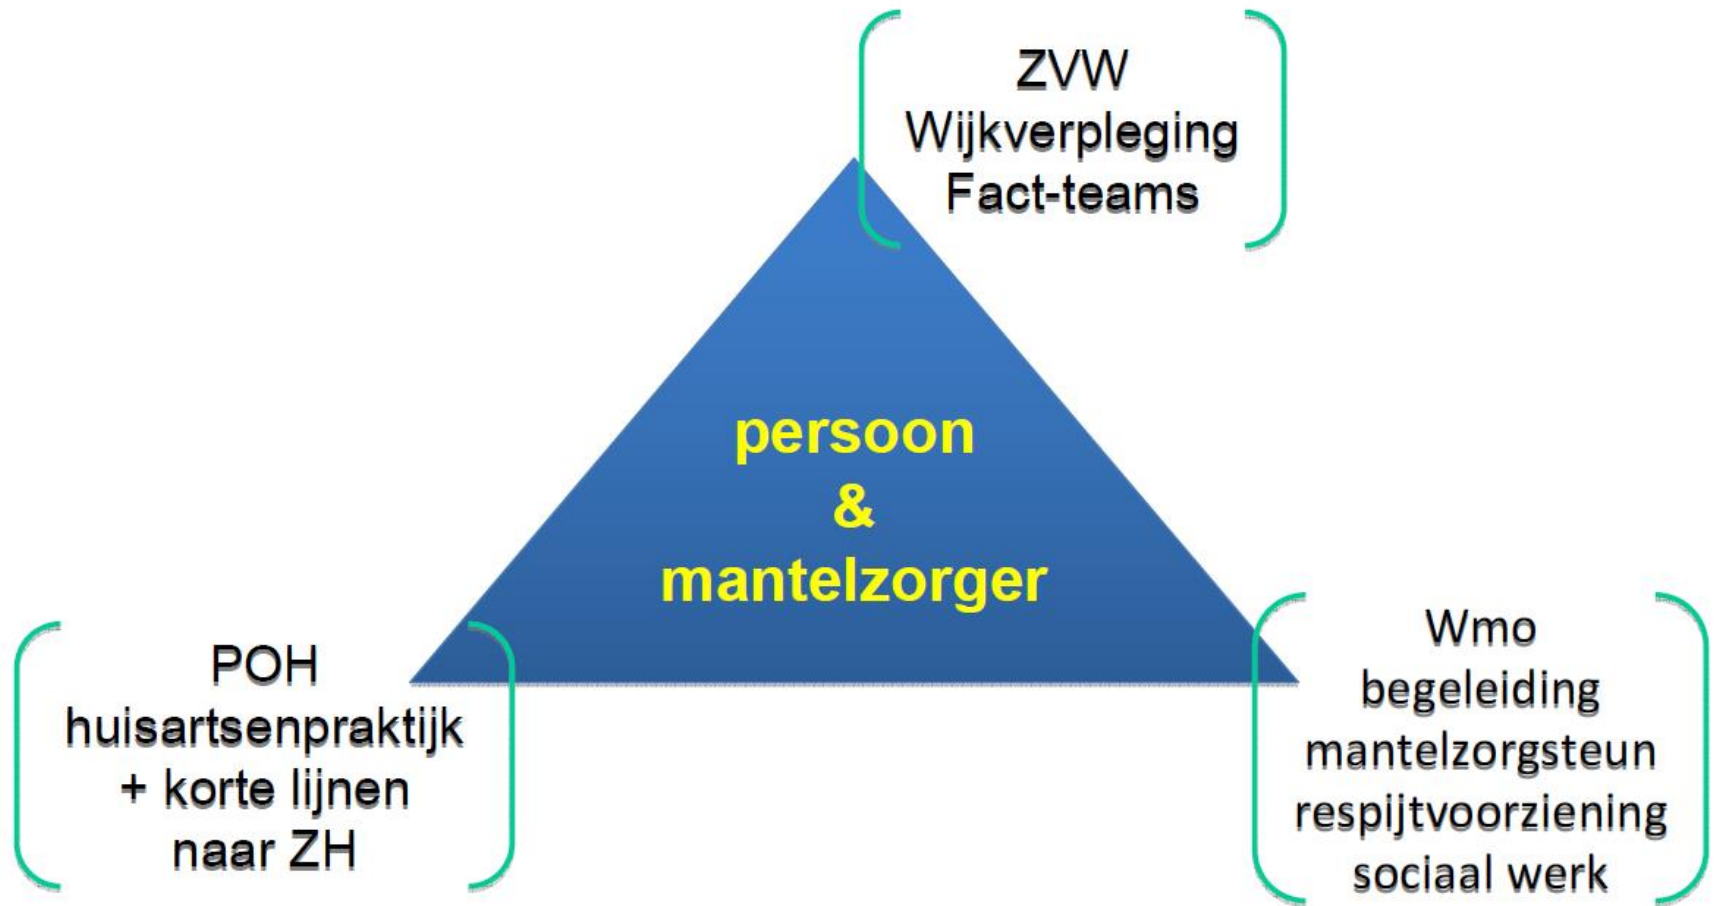 ZVW
Wijkverpleging
Fact-teams
persoon
&
mantelzorger
POH
huisartsenpraktijk
+ korte lijnen
naar ZH
Wmo
begeleiding
mantelzorgsteun
respijtvoorziening
sociaal werk